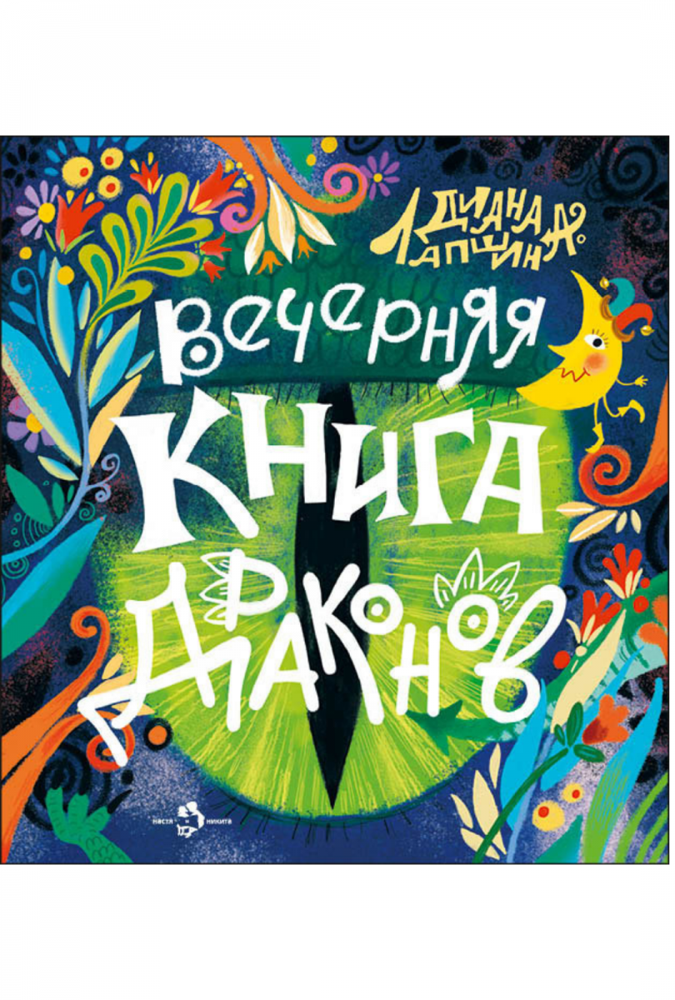 Диана
Лапшина
Вечерняя
Книга
Драконов
настя и никита